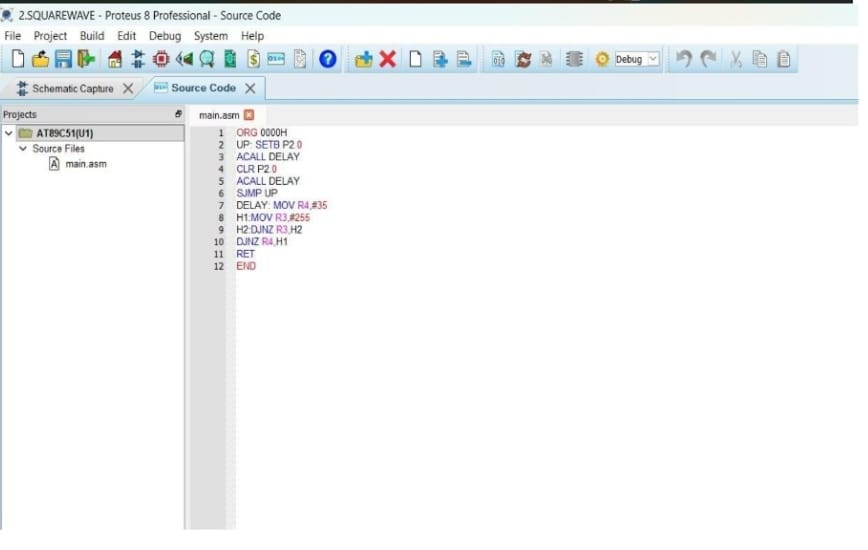 2.SQUAREWAVE - Proteus 8 Professional - Source Code
File Project Build Edit Debug System Help
Debug
Schematic Capture Source Code
Projects main.asm
AT89C51(U1)
Source Files
main.asm
1 ORG 0000H
2 UP: SETB P2.0
3 ACALL DELAY
4 CLR P2.0
5 ACALL DELAY
6 SJMP UP
7 DELAY: MOV R4,#35
8 H1:MOV R3,#255
9 H2:DJNZ R3,H2
10 DJNZ R4,H1
11 RET
12 END